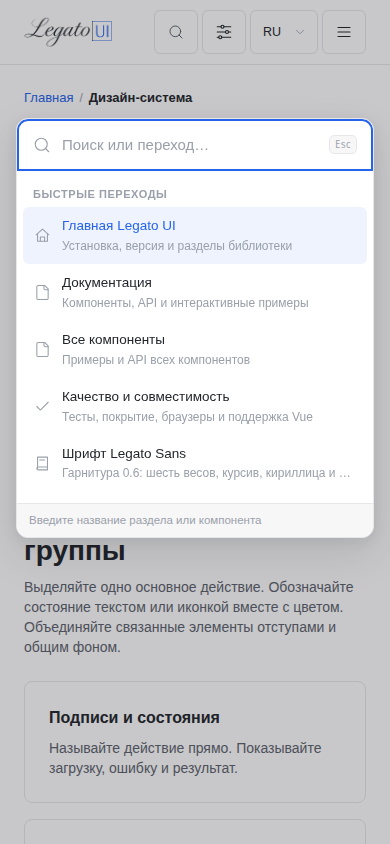 Legato UI
RU
Главная / Дизайн-система
Поиск или переход…
Esc
БЫСТРЫЕ ПЕРЕХОДЫ
Главная Legato UI
Установка, версия и разделы библиотеки
Документация
Компоненты, API и интерактивные примеры
Все компоненты
Примеры и API всех компонентов
Качество и совместимость
Тесты, покрытие, браузеры и поддержка Vue
Шрифт Legato Sans
Гарнитура 0.6: шесть весов, курсив, кириллица и …
Введите название раздела или компонента
группы
Выделяйте одно основное действие. Обозначайте
состояние текстом или иконкой вместе с цветом.
Объединяйте связанные элементы отступами и
общим фоном.
Подписи и состояния
Называйте действие прямо. Показывайте
загрузку, ошибку и результат.